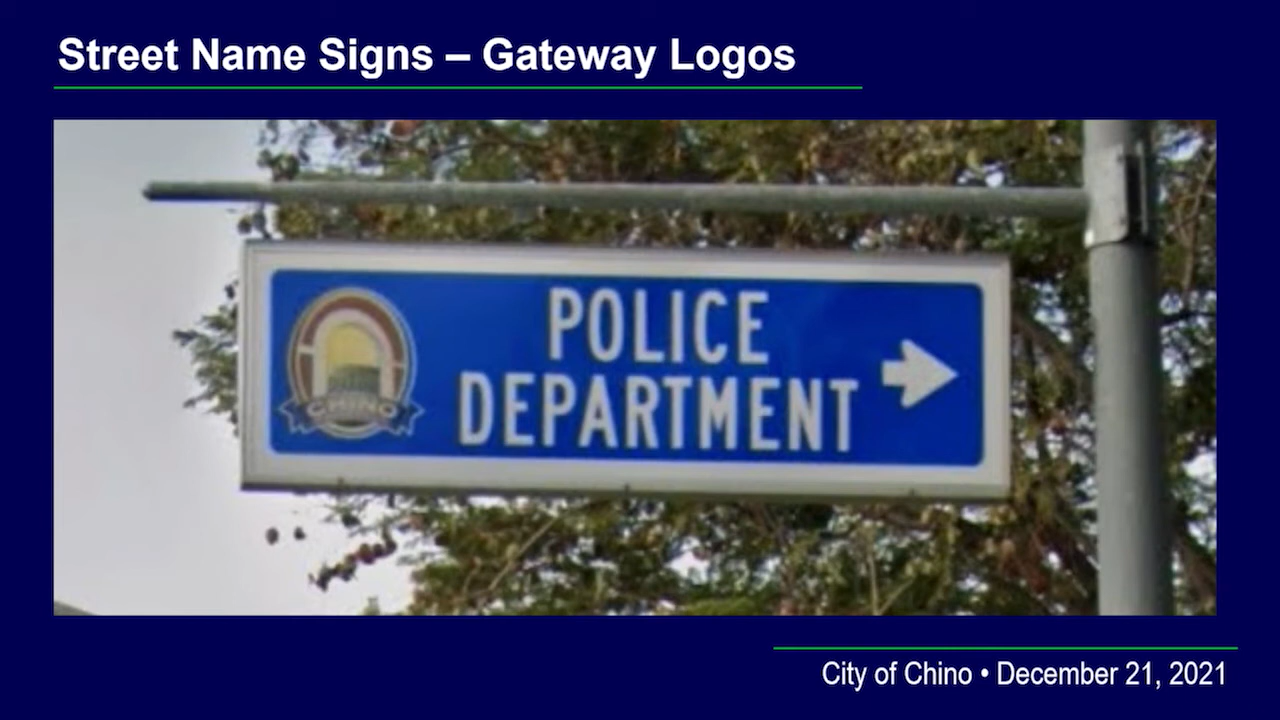 Street Name Signs – Gateway Logos
CHINO
POLICE
DEPARTMENT
City of Chino • December 21, 2021